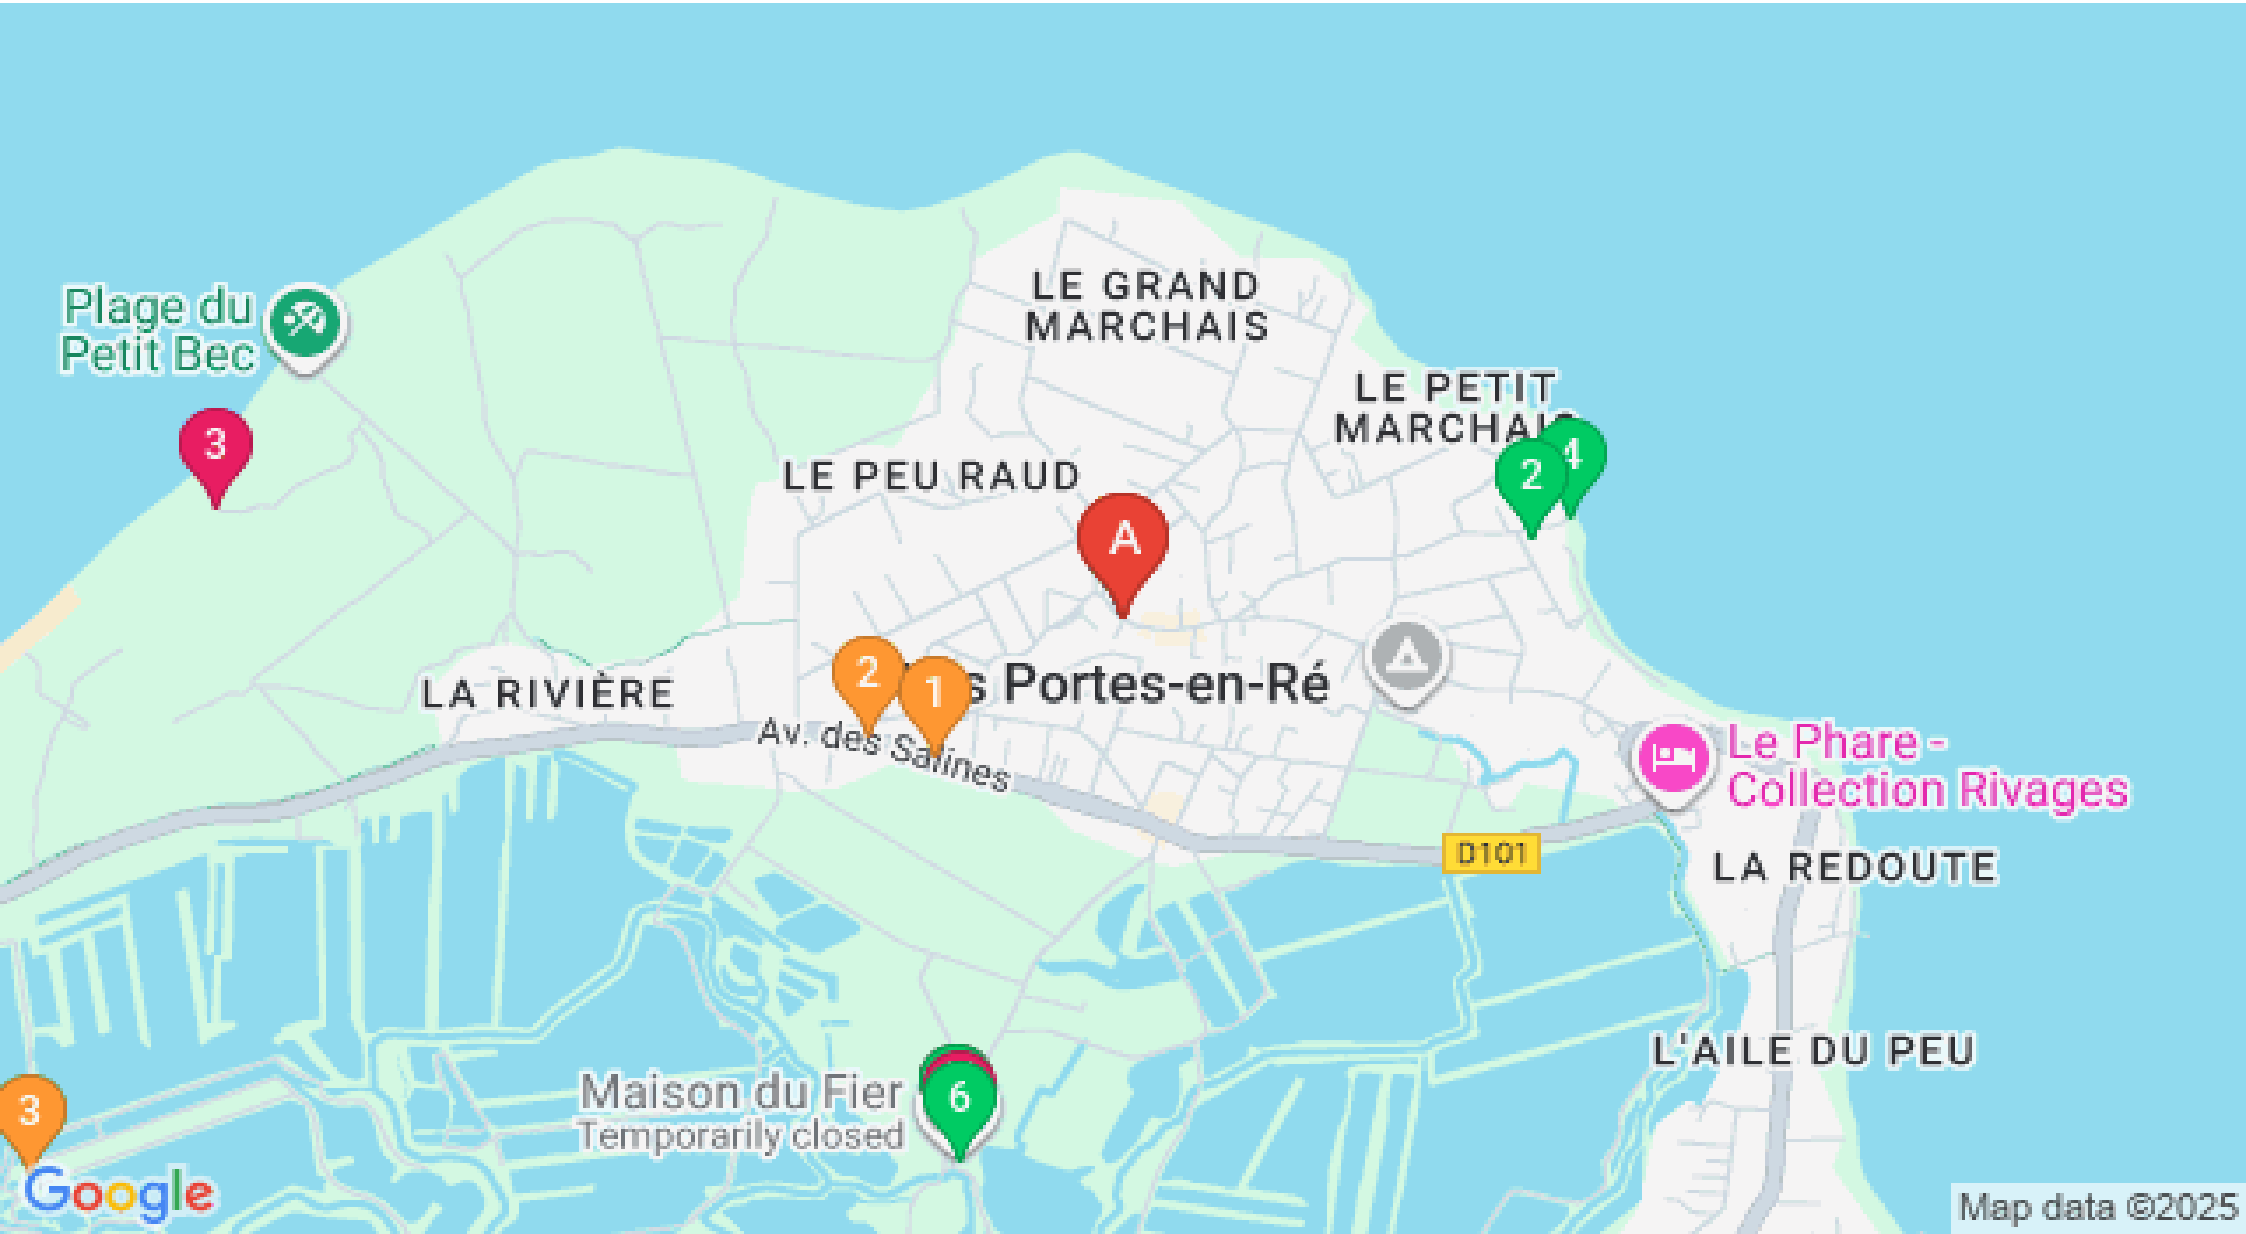 LE GRAND
MARCHAIS
Plage du
Petit Bec
LE PETIT
3
4
2
LE PEU RAUD
A
2
1
Portes-en-Ré
LA RIVIÈRE
Av. des Salines
Le Phare -
Collection Rivages
D101
LA REDOUTE
L'AILE DU PEU
Maison du Fier
Temporarily closed
6
3
Google
Map data ©2025